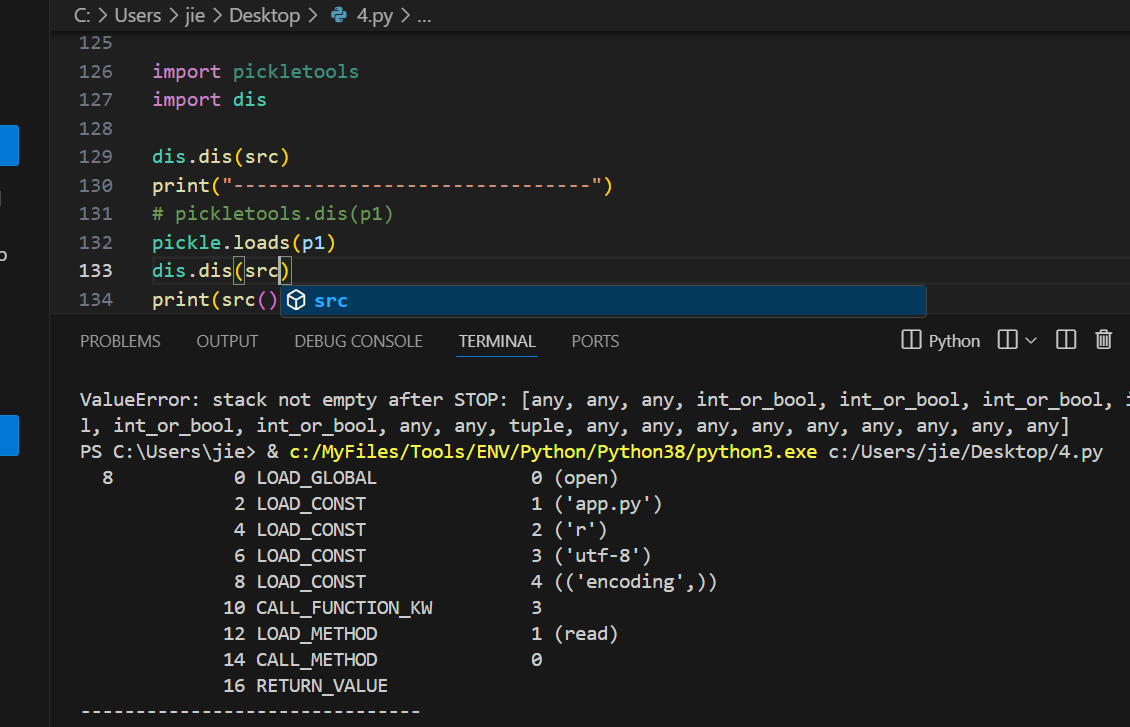 C: > Users > jie > Desktop > 4.py > ...
125
126 import pickletools
127 import dis
128
129 dis.dis(src)
130 print("-------------------------------")
131 # pickletools.dis(p1)
132 pickle.loads(p1)
133 dis.dis(src)
134 print(src()
src
PROBLEMS OUTPUT DEBUG CONSOLE TERMINAL PORTS Python
ValueError: stack not empty after STOP: [any, any, any, int_or_bool, int_or_bool, int_or_bool, i
l, int_or_bool, int_or_bool, any, any, tuple, any, any, any, any, any, any, any, any, any]
PS C:\Users\jie> & c:/MyFiles/Tools/ENV/Python/Python38/python3.exe c:/Users/jie/Desktop/4.py
8 0 LOAD_GLOBAL 0 (open)
2 LOAD_CONST 1 ('app.py')
4 LOAD_CONST 2 ('r')
6 LOAD_CONST 3 ('utf-8')
8 LOAD_CONST 4 (('encoding',))
10 CALL_FUNCTION_KW 3
12 LOAD_METHOD 1 (read)
14 CALL_METHOD 0
16 RETURN_VALUE
-------------------------------